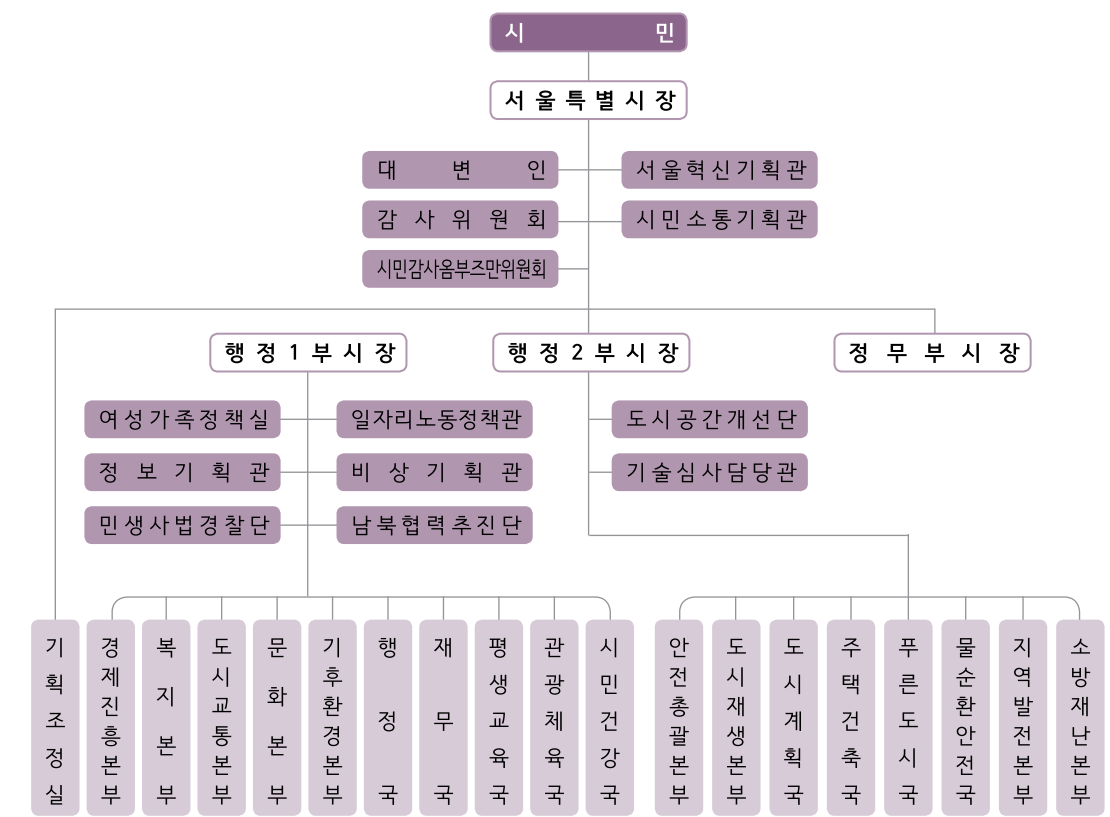 시민
서울특별시장
대변인
서울혁신기획관
감사위원회
시민소통기획관
시민감사옴부즈만위원회
행정1부시장
행정2부시장
정무부시장
여성가족정책실
일자리노동정책관
도시공간개선단
정보기획관
비상기획관
기술심사담당관
민생사법경찰단
남북협력추진단
기획조정실
경제진흥본부
복지본부
도시교통본부
문화본부
기후환경본부
행정국
재무국
평생교육국
관광체육국
시민건강국
안전총괄본부
도시재생본부
도시계획국
주택건축국
푸른도시국
물순환안전국
지역발전본부
소방재난본부